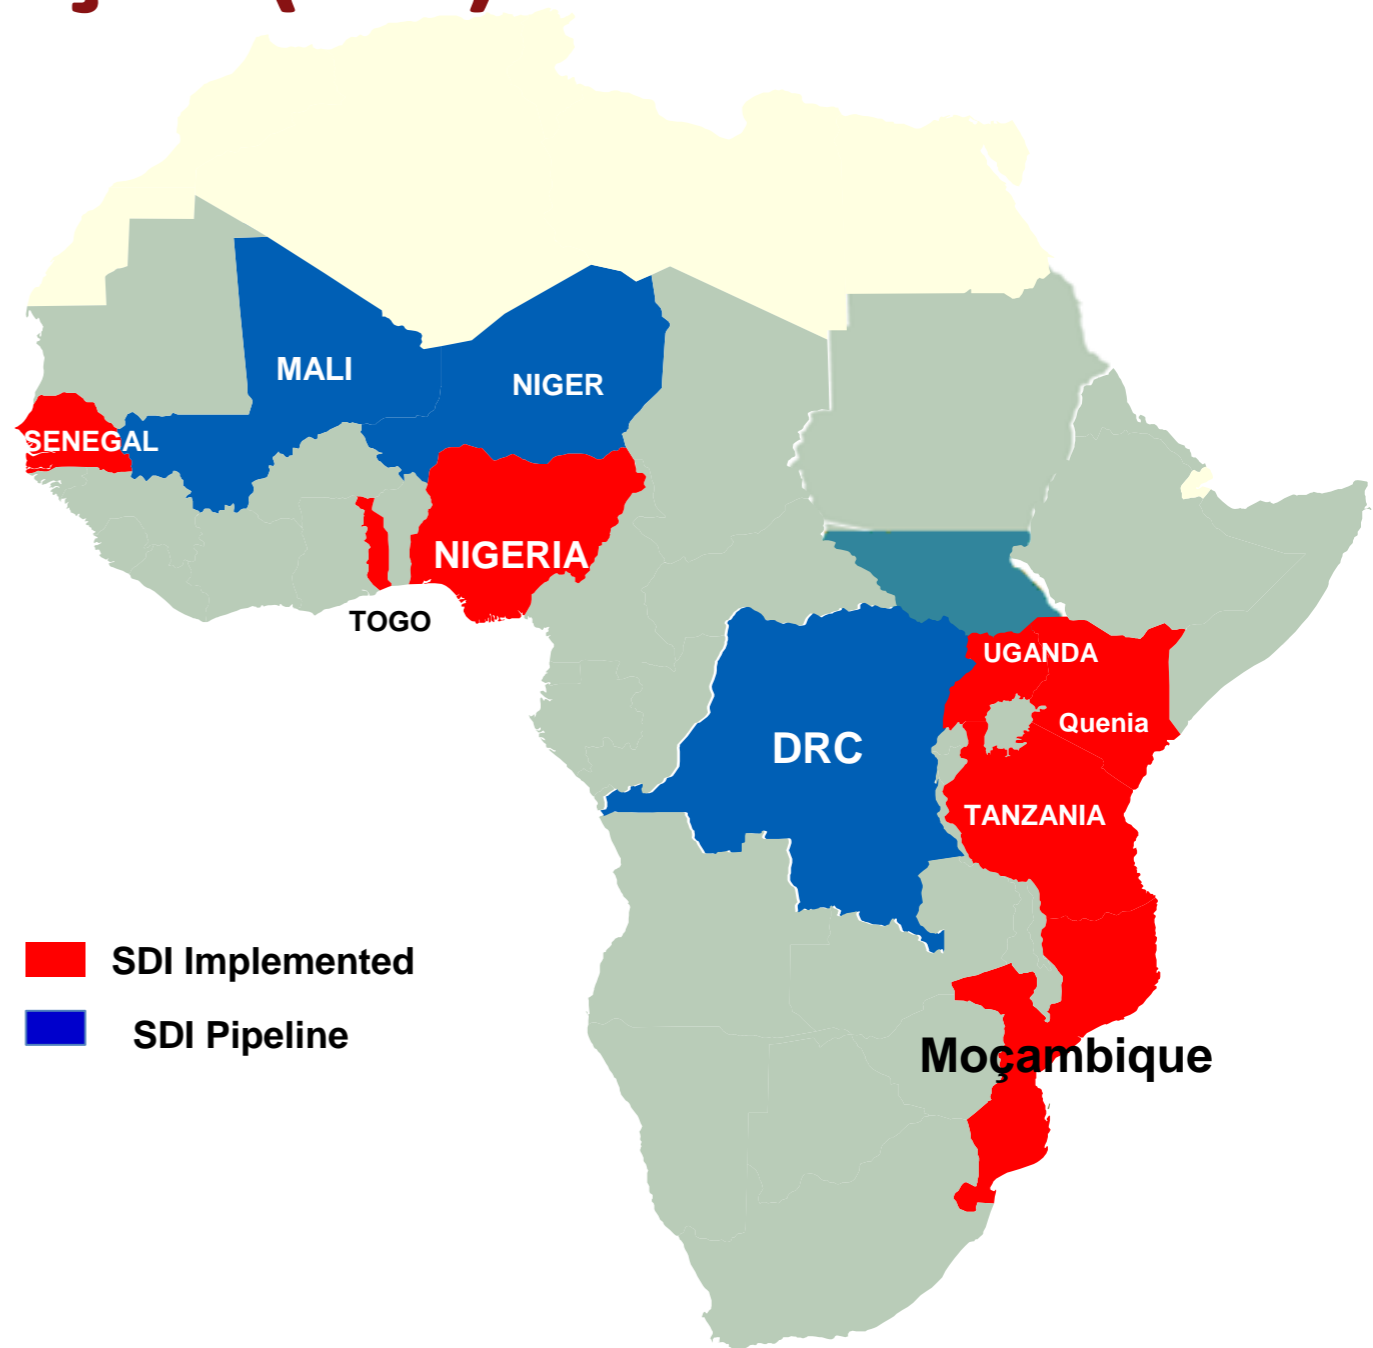 MALI
NIGER
SENEGAL
NIGERIA
TOGO
UGANDA
Quenia
DRC
TANZANIA
SDI Implemented
SDI Pipeline
Moçambique